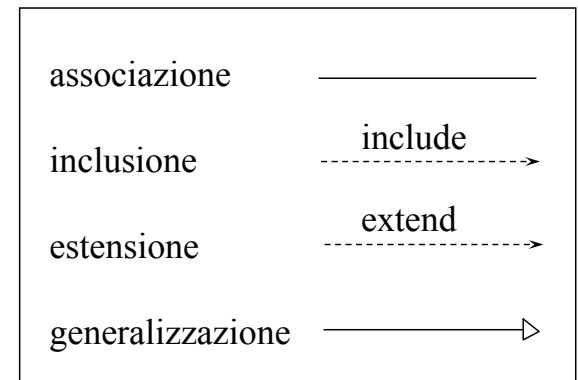 associazione
include
inclusione
extend
estensione
generalizzazione